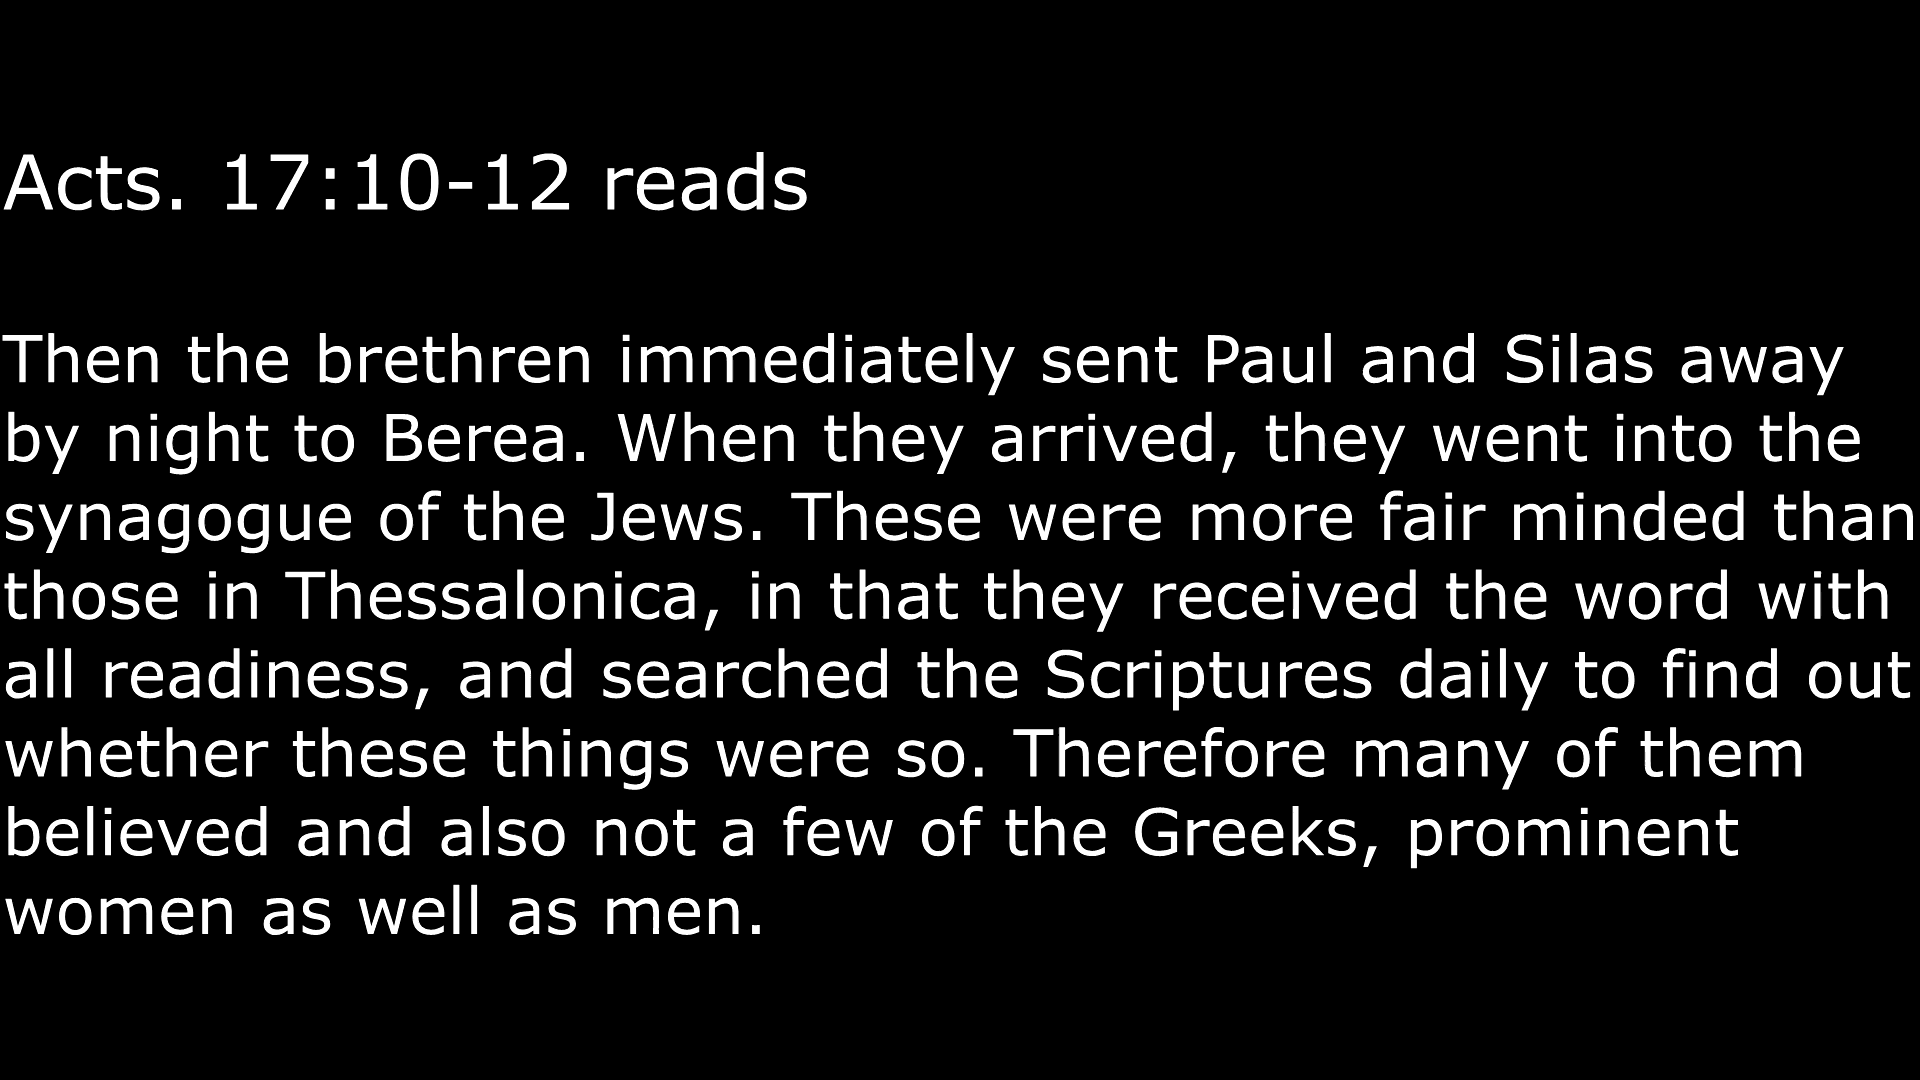 Acts. 17:10-12 reads
Then the brethren immediately sent Paul and Silas away
by night to Berea. When they arrived, they went into the
synagogue of the Jews. These were more fair minded than
those in Thessalonica, in that they received the word with
all readiness, and searched the Scriptures daily to find out
whether these things were so. Therefore many of them
believed and also not a few of the Greeks, prominent
women as well as men.